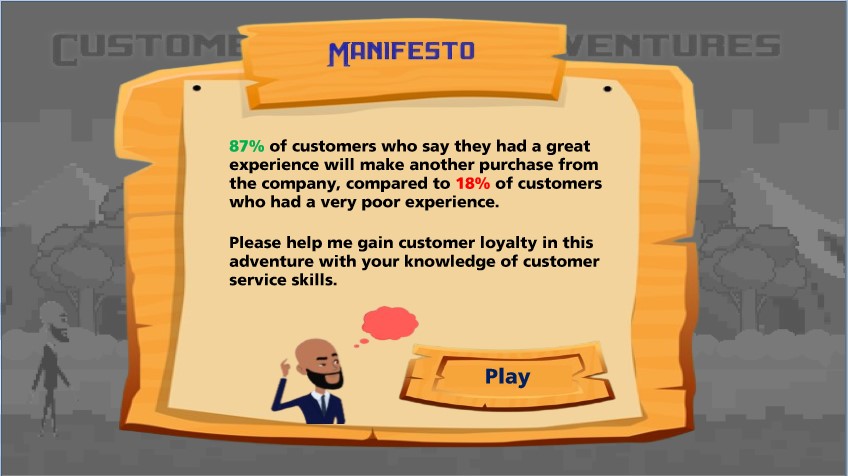 CUSTOME VENTURES
MANIFESTO
87% of customers who say they had a great
experience will make another purchase from
the company, compared to 18% of customers
who had a very poor experience.
Please help me gain customer loyalty in this
adventure with your knowledge of customer
service skills.
Play